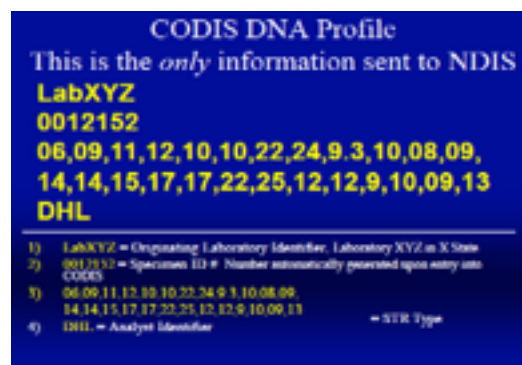 CODIS DNA Profile
This is the only information sent to NDIS
LabXYZ
0012152
06,09,11,12,10,10,22,24,9.3,10,08,09,
14,14,15,17,17,22,25,12,12,9,10,09,13
DHL
1) LabXYZ = Originating Laboratory Identifier, Laboratory XYZ in X State
2) 0012152 = Specimen ID # Number automatically generated upon entry into
CODIS
3) 06,09,11,12,10,10,22,24,9.3,10,08,09,
14,14,15,17,17,22,25,12,12,9,10,09,13 = STR Type
4) DHL = Analyst Identifier